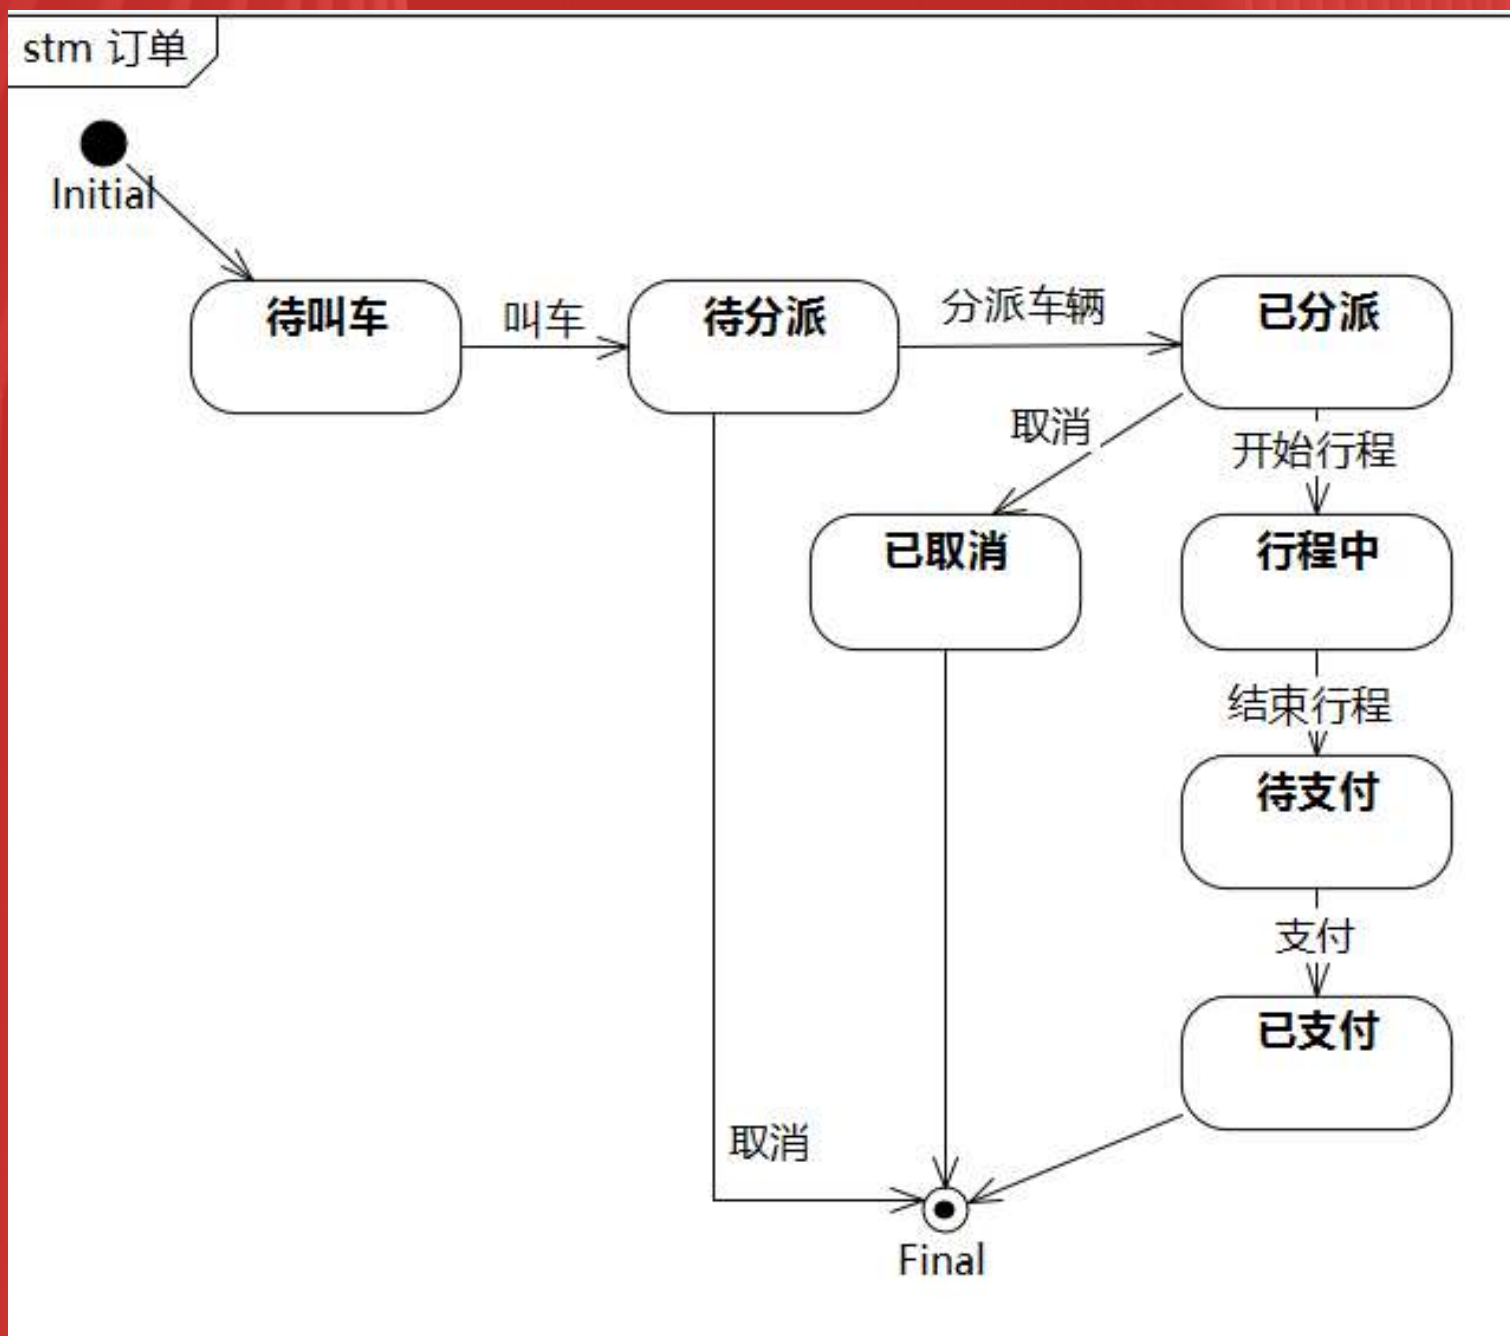 stm 订单
Initial
待叫车
叫车
待分派
分派车辆
已分派
取消
开始行程
已取消
行程中
结束行程
待支付
支付
已支付
取消
Final